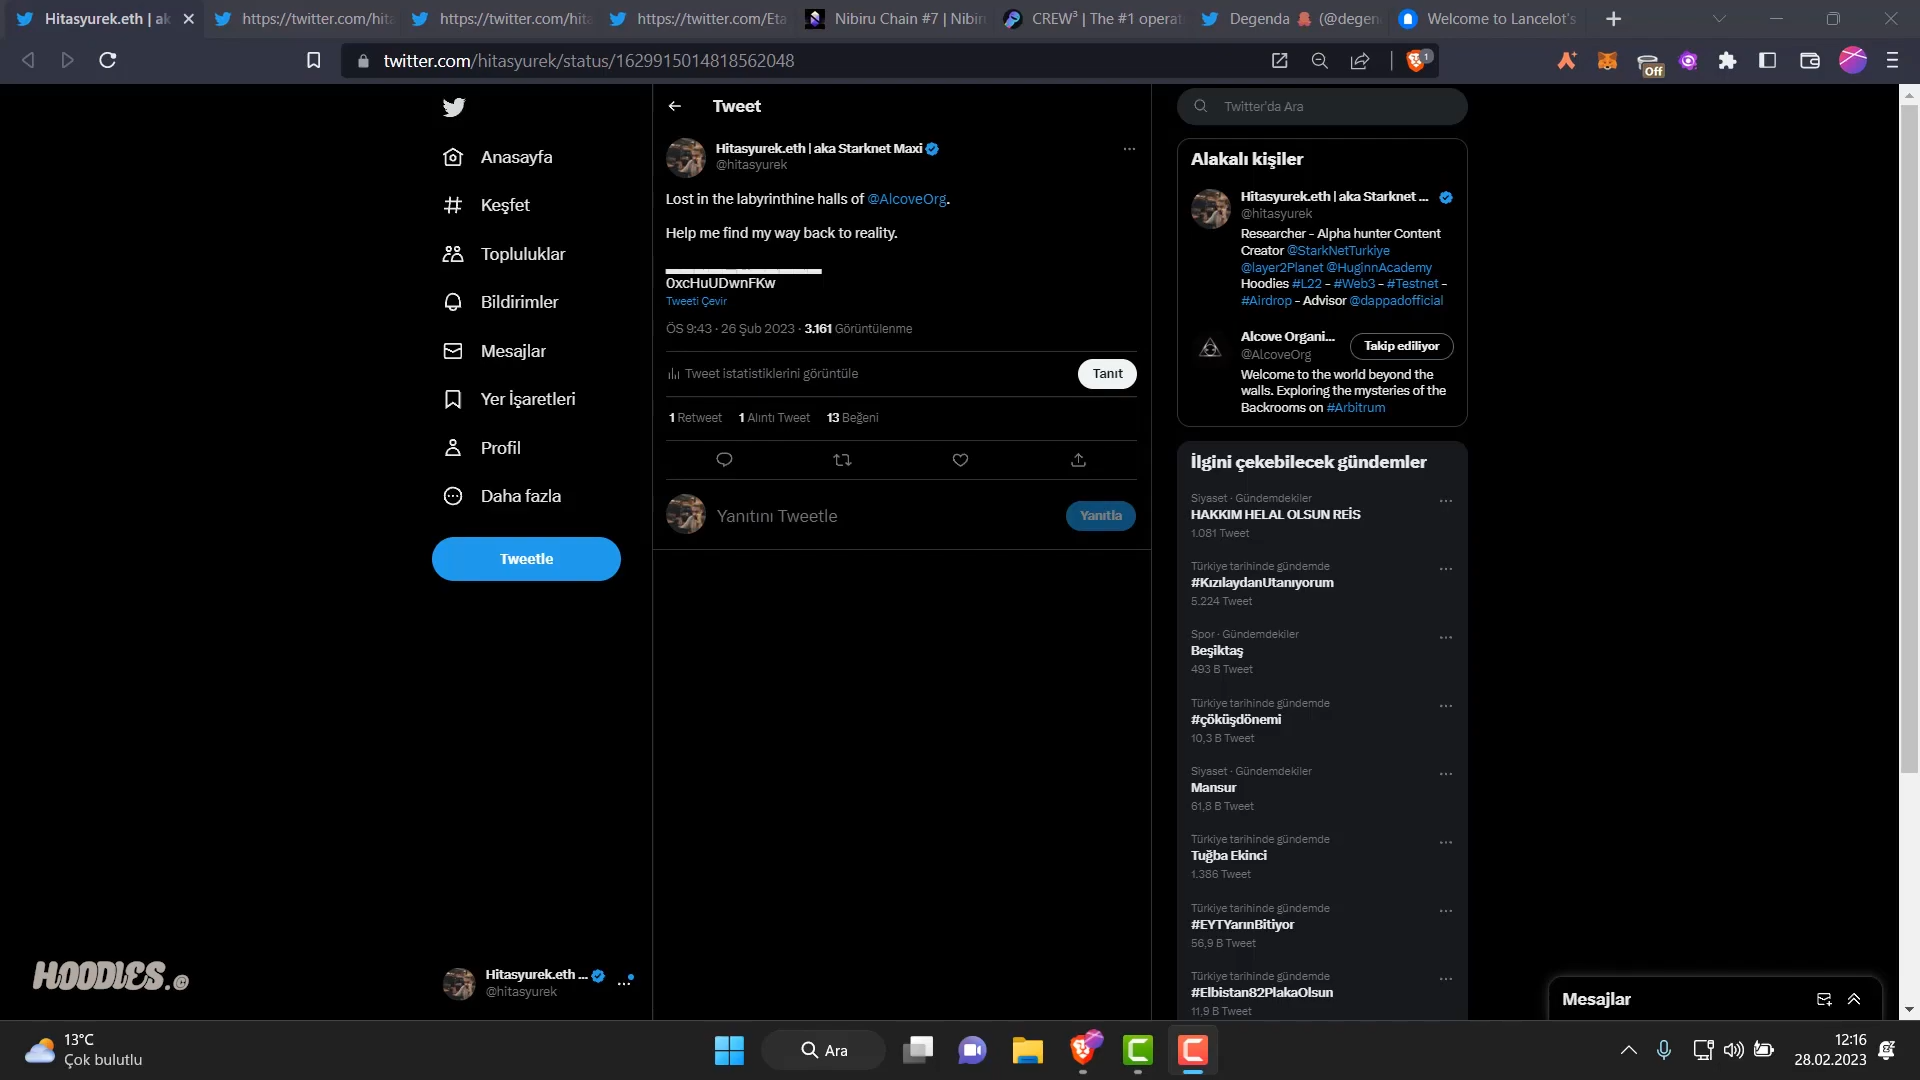 Hitasyurek.eth | ak
https://twitter.com/hita
https://twitter.com/hita
https://twitter.com/Eta
Nibiru Chain #7 | Nibiru
CREW³ | The #1 operat
Degenda
(@degen
Welcome to Lancelot's
twitter.com/hitasyurek/status/1629915014818562048
1
Off
Anasayfa
Keşfet
Topluluklar
Bildirimler
Mesajlar
Yer İşaretleri
Profil
Daha fazla
Tweetle
Hitasyurek.eth ...
@hitasyurek
HOODIES.@
Tweet
Hitasyurek.eth | aka Starknet Maxi
@hitasyurek
Lost in the labyrinthine halls of @AlcoveOrg.
Help me find my way back to reality.
0xcHuUDwnFKw
Tweeti Çevir
ÖS 9:43 · 26 Şub 2023 · 3.161 Görüntülenme
Tweet istatistiklerini görüntüle
Tanıt
1 Retweet 1 Alıntı Tweet 13 Beğeni
Yanıtını Tweetle
Yanıtla
Twitter'da Ara
Alakalı kişiler
Hitasyurek.eth | aka Starknet ...
@hitasyurek
Researcher - Alpha hunter Content
Creator @StarkNetTurkiye
@layer2Planet @HuginnAcademy
Hoodies #L22 - #Web3 - #Testnet -
#Airdrop - Advisor @dappadofficial
Alcove Organi...
@AlcoveOrg
Takip ediliyor
Welcome to the world beyond the
walls. Exploring the mysteries of the
Backrooms on #Arbitrum
İlgini çekebilecek gündemler
Siyaset · Gündemdekiler
HAKKIM HELAL OLSUN REİS
1.081 Tweet
Türkiye tarihinde gündemde
#KızılaydanUtanıyorum
5.224 Tweet
Spor · Gündemdekiler
Beşiktaş
493 B Tweet
Türkiye tarihinde gündemde
#çöküşdönemi
10,3 B Tweet
Siyaset · Gündemdekiler
Mansur
61,8 B Tweet
Türkiye tarihinde gündemde
Tuğba Ekinci
1.386 Tweet
Türkiye tarihinde gündemde
#EYTYarınBitiyor
56,9 B Tweet
Türkiye tarihinde gündemde
#Elbistan82PlakaOlsun
11,9 B Tweet
Mesajlar
13°C
Çok bulutlu
Ara
12:16
28.02.2023